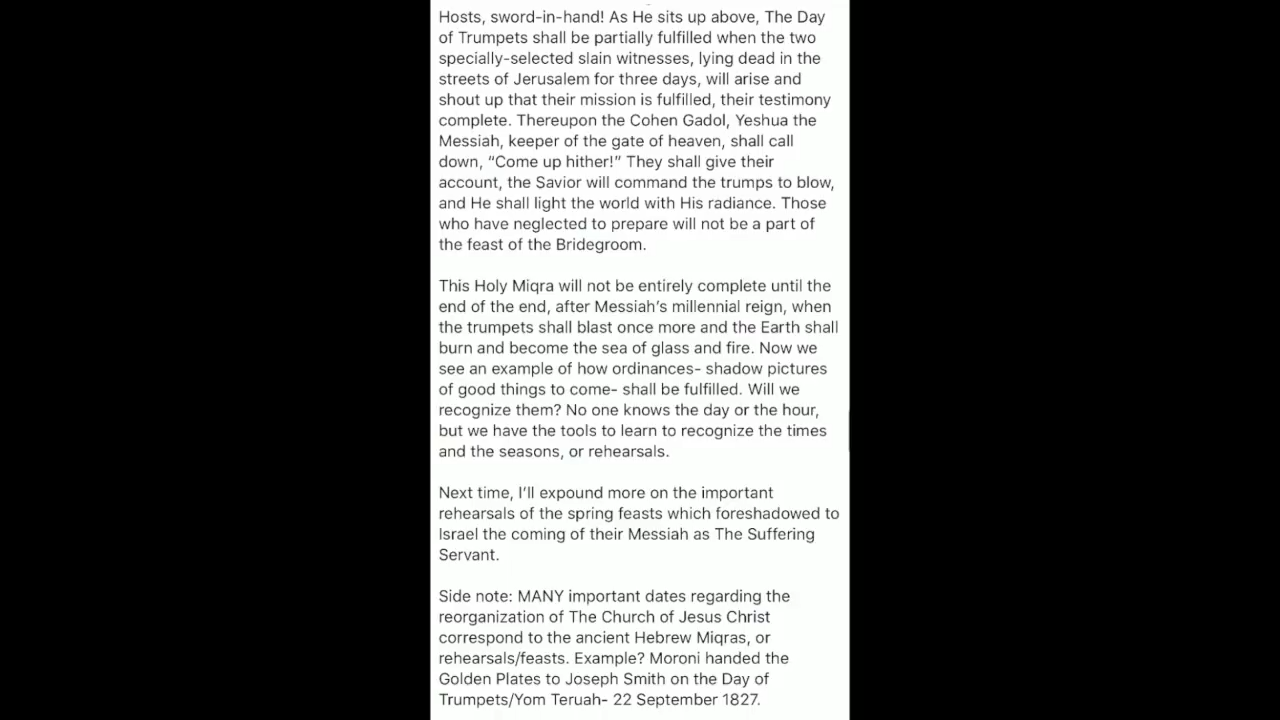 Hosts, sword-in-hand! As He sits up above, The Day
of Trumpets shall be partially fulfilled when the two
specially-selected slain witnesses, lying dead in the
streets of Jerusalem for three days, will arise and
shout up that their mission is fulfilled, their testimony
complete. Thereupon the Cohen Gadol, Yeshua the
Messiah, keeper of the gate of heaven, shall call
down, “Come up hither!” They shall give their
account, the Savior will command the trumps to blow,
and He shall light the world with His radiance. Those
who have neglected to prepare will not be a part of
the feast of the Bridegroom.
This Holy Miqra will not be entirely complete until the
end of the end, after Messiah’s millennial reign, when
the trumpets shall blast once more and the Earth shall
burn and become the sea of glass and fire. Now we
see an example of how ordinances- shadow pictures
of good things to come- shall be fulfilled. Will we
recognize them? No one knows the day or the hour,
but we have the tools to learn to recognize the times
and the seasons, or rehearsals.
Next time, I’ll expound more on the important
rehearsals of the spring feasts which foreshadowed to
Israel the coming of their Messiah as The Suffering
Servant.
Side note: MANY important dates regarding the
reorganization of The Church of Jesus Christ
correspond to the ancient Hebrew Miqras, or
rehearsals/feasts. Example? Moroni handed the
Golden Plates to Joseph Smith on the Day of
Trumpets/Yom Teruah- 22 September 1827.